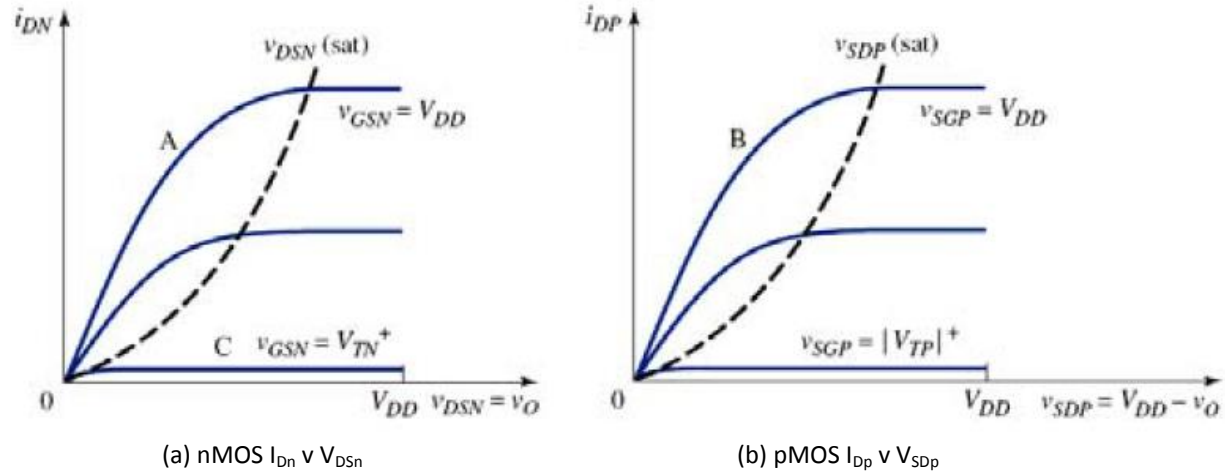 i_DN
v_DSN (sat)
A
v_GSN = V_DD
C v_GSN = V_TN⁺
0
V_DD v_DSN = v_O
(a) nMOS I_Dn v V_DSn
i_DP
v_SDP (sat)
B
v_SGP = V_DD
v_SGP = |V_TP|⁺
0
V_DD v_SDP = V_DD − v_O
(b) pMOS I_Dp v V_SDp